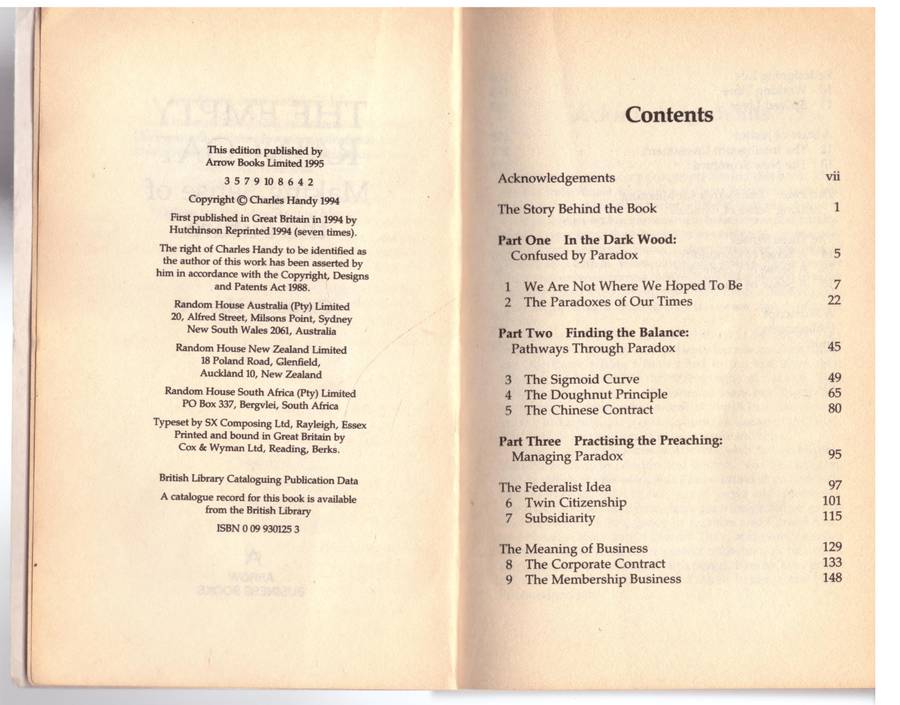 This edition published by
Arrow Books Limited 1995
3 5 7 9 10 8 6 4 2
Copyright © Charles Handy 1994
First published in Great Britain in 1994 by
Hutchinson Reprinted 1994 (seven times).
The right of Charles Handy to be identified as
the author of this work has been asserted by
him in accordance with the Copyright, Designs
and Patents Act 1988.
Random House Australia (Pty) Limited
20, Alfred Street, Milsons Point, Sydney
New South Wales 2061, Australia
Random House New Zealand Limited
18 Poland Road, Glenfield,
Auckland 10, New Zealand
Random House South Africa (Pty) Limited
PO Box 337, Bergvlei, South Africa
Typeset by SX Composing Ltd, Rayleigh, Essex
Printed and bound in Great Britain by
Cox & Wyman Ltd, Reading, Berks.
British Library Cataloguing Publication Data
A catalogue record for this book is available
from the British Library
ISBN 0 09 930125 3
Contents
Acknowledgements vii
The Story Behind the Book 1
Part One In the Dark Wood:
Confused by Paradox 5
1 We Are Not Where We Hoped To Be 7
2 The Paradoxes of Our Times 22
Part Two Finding the Balance:
Pathways Through Paradox 45
3 The Sigmoid Curve 49
4 The Doughnut Principle 65
5 The Chinese Contract 80
Part Three Practising the Preaching:
Managing Paradox 95
The Federalist Idea 97
6 Twin Citizenship 101
7 Subsidiarity 115
The Meaning of Business 129
8 The Corporate Contract 133
9 The Membership Business 148